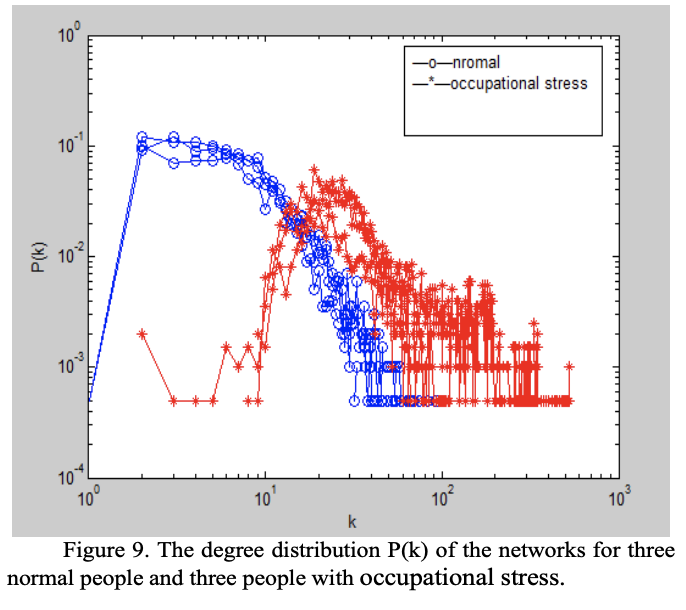 10^0
10^-1
10^-2
10^-3
10^-4
P(k)
—o—nromal
—*—occupational stress
10^0
10^1
10^2
10^3
k
Figure 9. The degree distribution P(k) of the networks for three
normal people and three people with occupational stress.